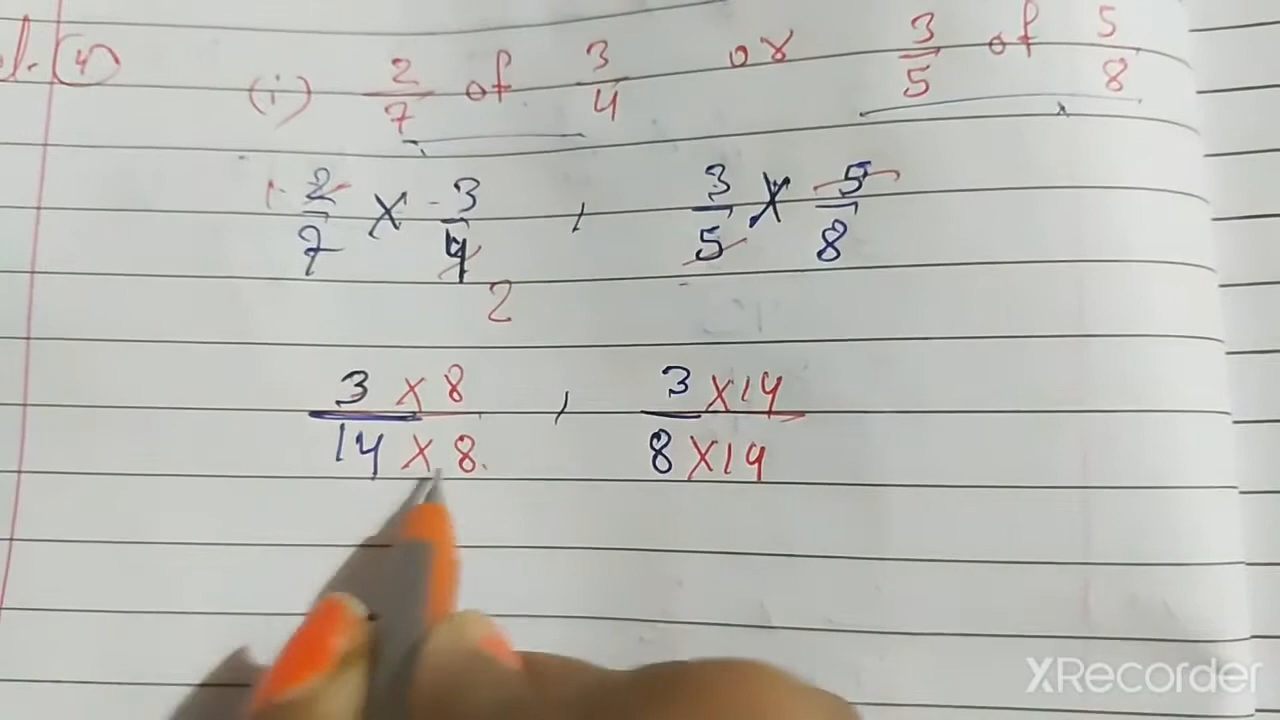 (4) (i) 2/7 of 3/4 or 3/5 of 5/8
1 2/7 × 3/4 2 , 3/5 × 5/8
3 × 8/14 × 8 , 3 × 14/8 × 14
XRecorder